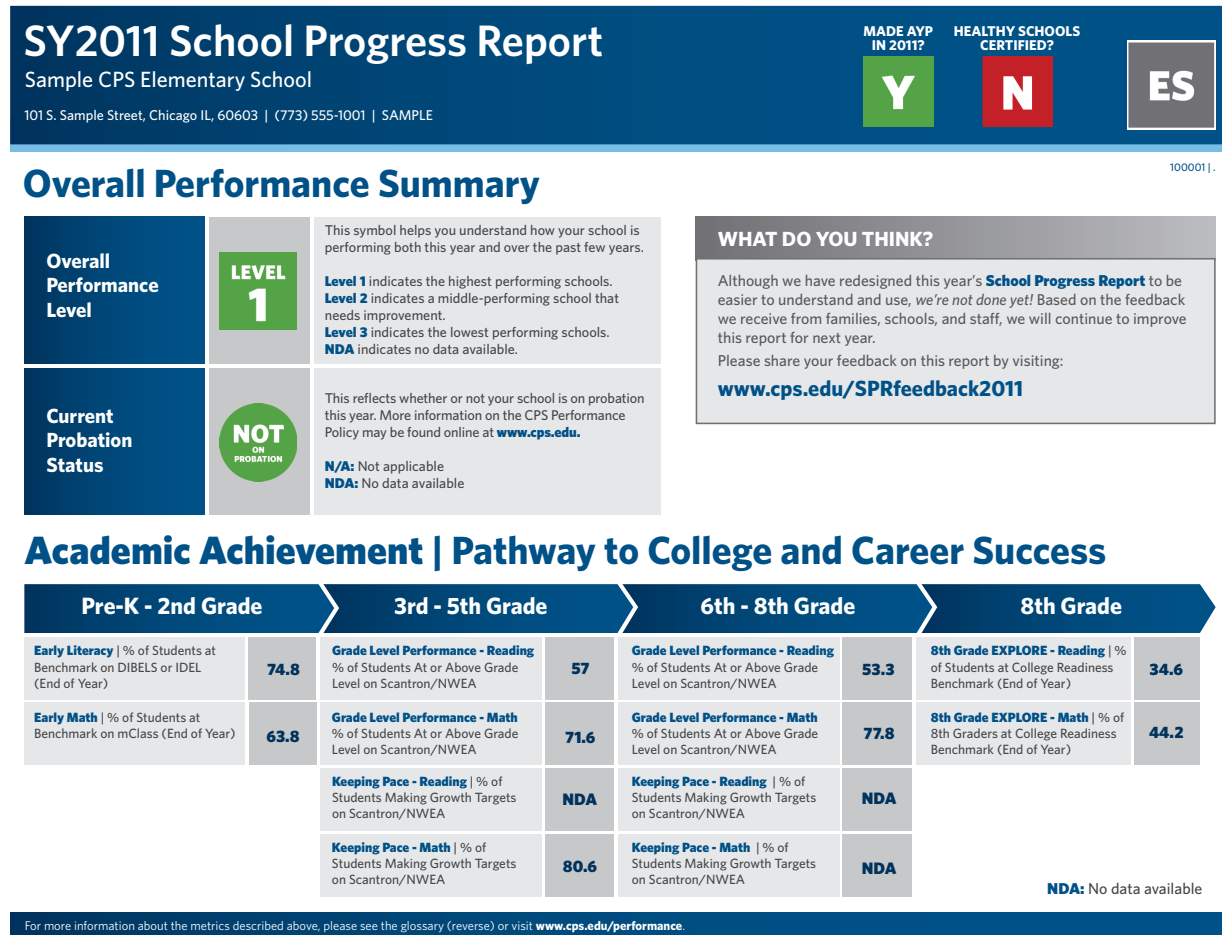 SY2011 School Progress Report
Sample CPS Elementary School
101 S. Sample Street, Chicago IL, 60603 | (773) 555-1001 | SAMPLE
MADE AYP
IN 2011?
Y
HEALTHY SCHOOLS
CERTIFIED?
N
ES
100001 | .
Overall Performance Summary
Overall
Performance
Level
LEVEL
1
This symbol helps you understand how your school is
performing both this year and over the past few years.
Level 1 indicates the highest performing schools.
Level 2 indicates a middle-performing school that
needs improvement.
Level 3 indicates the lowest performing schools.
NDA indicates no data available.
Current
Probation
Status
NOT
ON
PROBATION
This reflects whether or not your school is on probation
this year. More information on the CPS Performance
Policy may be found online at www.cps.edu.
N/A: Not applicable
NDA: No data available
WHAT DO YOU THINK?
Although we have redesigned this year's School Progress Report to be
easier to understand and use, we're not done yet! Based on the feedback
we receive from families, schools, and staff, we will continue to improve
this report for next year.
Please share your feedback on this report by visiting:
www.cps.edu/SPRfeedback2011
Academic Achievement | Pathway to College and Career Success
Pre-K - 2nd Grade
Early Literacy | % of Students at
Benchmark on DIBELS or IDEL
(End of Year)
74.8
Early Math | % of Students at
Benchmark on mClass (End of Year)
63.8
3rd - 5th Grade
Grade Level Performance - Reading
% of Students At or Above Grade
Level on Scantron/NWEA
57
Grade Level Performance - Math
% of Students At or Above Grade
Level on Scantron/NWEA
71.6
Keeping Pace - Reading | % of
Students Making Growth Targets
on Scantron/NWEA
NDA
Keeping Pace - Math | % of
Students Making Growth Targets
on Scantron/NWEA
80.6
6th - 8th Grade
Grade Level Performance - Reading
% of Students At or Above Grade
Level on Scantron/NWEA
53.3
Grade Level Performance - Math
% of Students At or Above Grade
Level on Scantron/NWEA
77.8
Keeping Pace - Reading | % of
Students Making Growth Targets
on Scantron/NWEA
NDA
Keeping Pace - Math | % of
Students Making Growth Targets
on Scantron/NWEA
NDA
8th Grade
8th Grade EXPLORE - Reading | %
of Students at College Readiness
Benchmark (End of Year)
34.6
8th Grade EXPLORE - Math | % of
8th Graders at College Readiness
Benchmark (End of Year)
44.2
NDA: No data available
For more information about the metrics described above, please see the glossary (reverse) or visit www.cps.edu/performance.